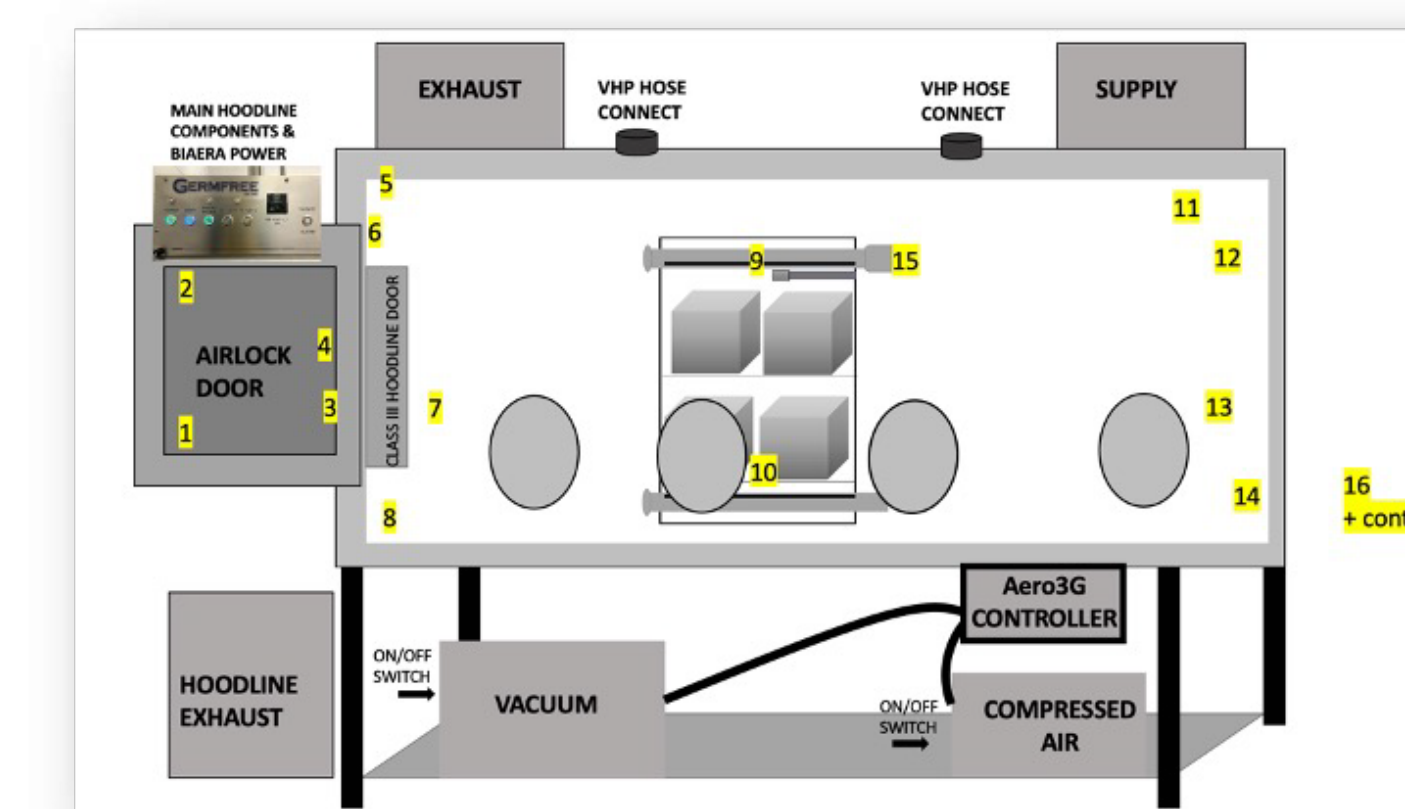 EXHAUST
VHP HOSE
CONNECT
VHP HOSE
CONNECT
SUPPLY
MAIN HOODLINE
COMPONENTS &
BIAERA POWER
GERMFREE
5
6
11
12
9
15
2
AIRLOCK
DOOR
4
3
1
CLASS III HOODLINE DOOR
7
13
10
14
8
16
+ cont
Aero3G
CONTROLLER
ON/OFF
SWITCH
HOODLINE
EXHAUST
VACUUM
ON/OFF
SWITCH
COMPRESSED
AIR